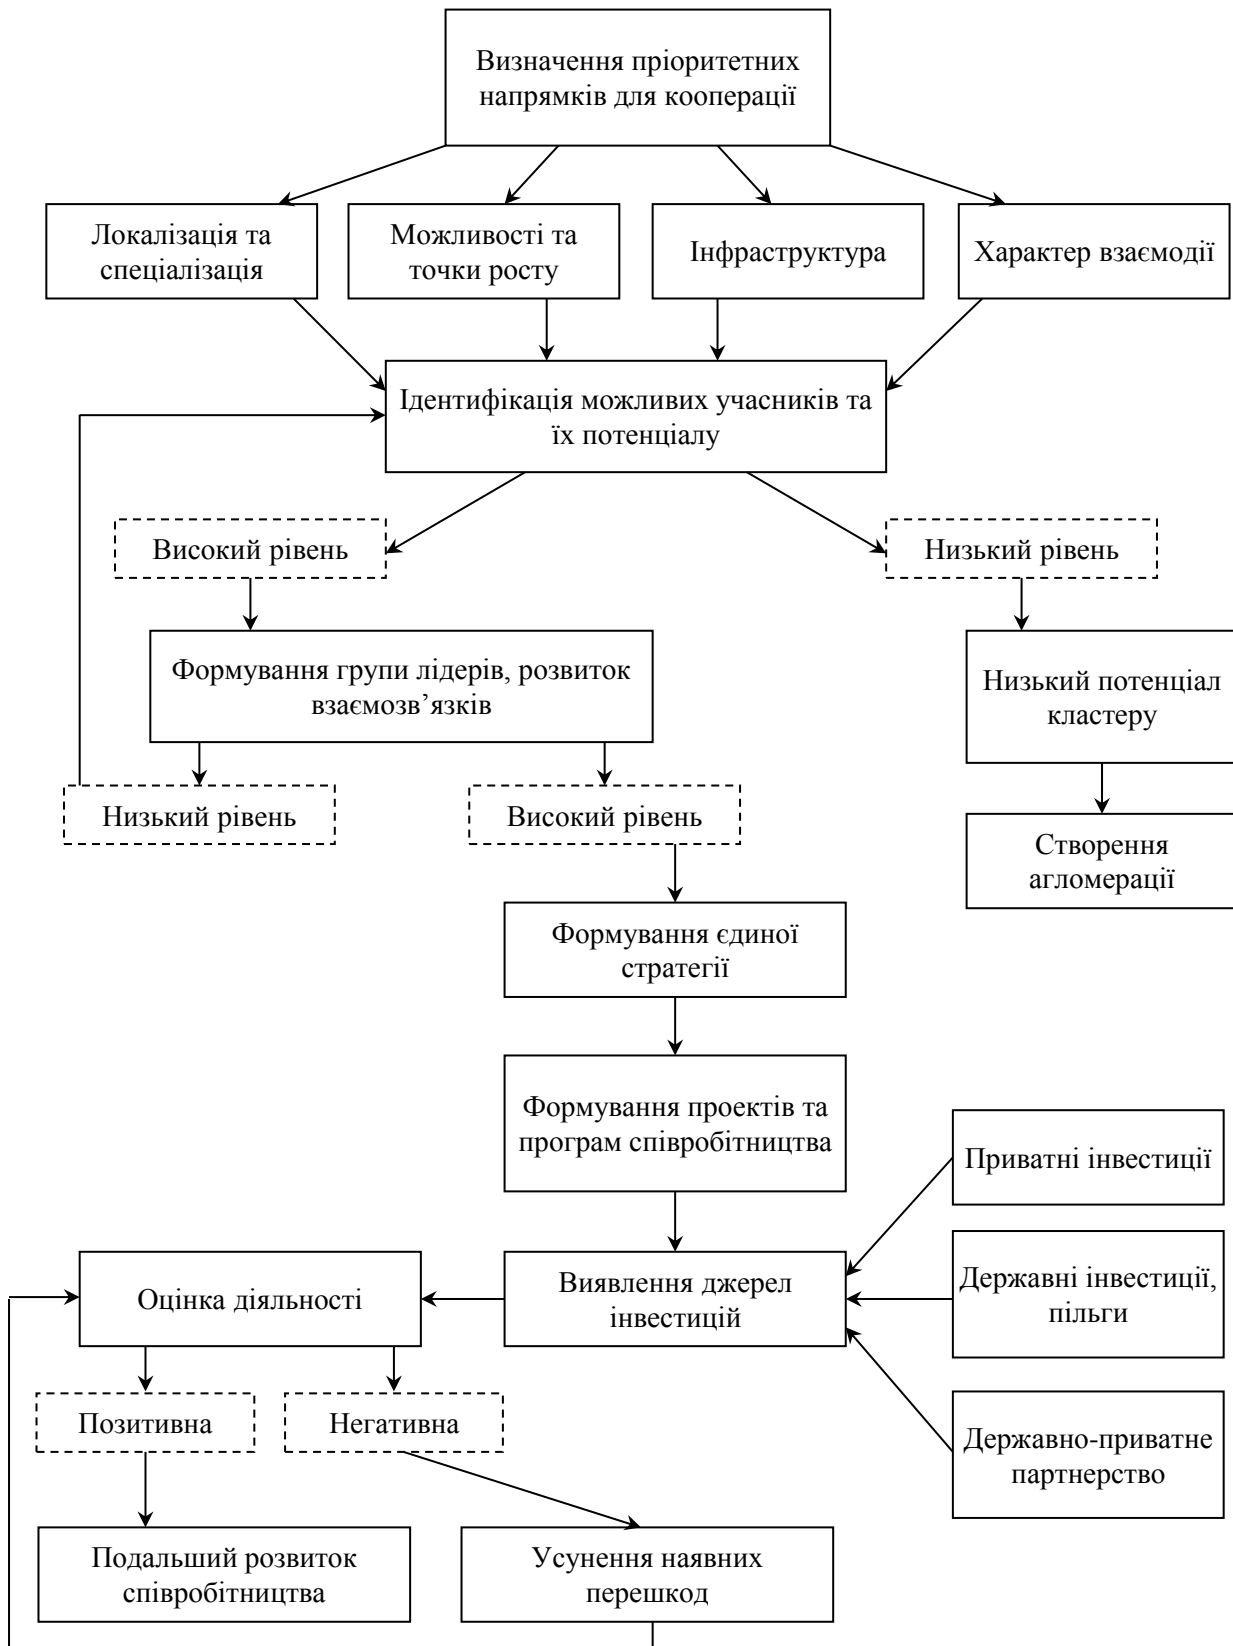 Визначення пріоритетних
напрямків для кооперації
Локалізація та
спеціалізація
Можливості та
точки росту
Інфраструктура
Характер взаємодії
Ідентифікація можливих учасників та
їх потенціалу
Високий рівень
Низький рівень
Формування групи лідерів, розвиток
взаємозв’язків
Низький потенціал
кластеру
Низький рівень
Високий рівень
Створення
агломерації
Формування єдиної
стратегії
Формування проектів та
програм співробітництва
Приватні інвестиції
Державні інвестиції,
пільги
Державно-приватне
партнерство
Виявлення джерел
інвестицій
Оцінка діяльності
Позитивна
Негативна
Подальший розвиток
співробітництва
Усунення наявних
перешкод